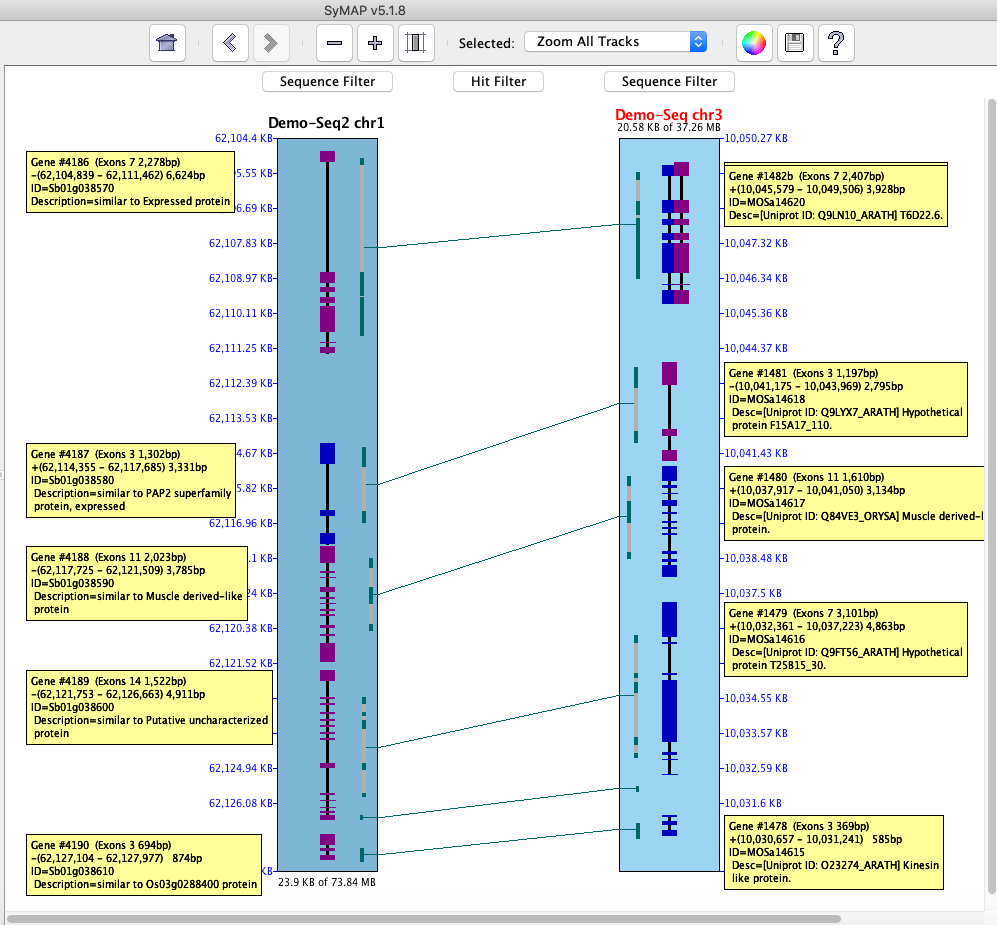 SyMAP v5.1.8
Selected: Zoom All Tracks
?
Sequence Filter Hit Filter Sequence Filter
Demo-Seq2 chr1
Demo-Seq chr3
20.58 KB of 37.26 MB
62,104.4 KB
5.55 KB
6.69 KB
62,107.83 KB
62,108.97 KB
62,110.11 KB
62,111.25 KB
62,112.39 KB
62,113.53 KB
4.67 KB
5.82 KB
62,116.96 KB
.1 KB
24 KB
62,120.38 KB
62,121.52 KB
62,124.94 KB
62,126.08 KB
KB
23.9 KB of 73.84 MB
Gene #4186 (Exons 7 2,278bp)
-(62,104,839 - 62,111,462) 6,624bp
ID=Sb01g038570
Description=similar to Expressed protein
Gene #4187 (Exons 3 1,302bp)
+(62,114,355 - 62,117,685) 3,331bp
ID=Sb01g038580
Description=similar to PAP2 superfamily
protein, expressed
Gene #4188 (Exons 11 2,023bp)
-(62,117,725 - 62,121,509) 3,785bp
ID=Sb01g038590
Description=similar to Muscle derived-like
protein
Gene #4189 (Exons 14 1,522bp)
-(62,121,753 - 62,126,663) 4,911bp
ID=Sb01g038600
Description=similar to Putative uncharacterized
protein
Gene #4190 (Exons 3 694bp)
-(62,127,104 - 62,127,977) 874bp
ID=Sb01g038610
Description=similar to Os03g0288400 protein
10,050.27 KB
10,047.32 KB
10,046.34 KB
10,045.36 KB
10,044.37 KB
10,041.43 KB
10,038.48 KB
10,037.5 KB
10,034.55 KB
10,033.57 KB
10,032.59 KB
10,031.6 KB
Gene #1482b (Exons 7 2,407bp)
+(10,045,579 - 10,049,506) 3,928bp
ID=MOSa14620
Desc=[Uniprot ID: Q9LN10_ARATH] T6D22.6.
Gene #1481 (Exons 3 1,197bp)
-(10,041,175 - 10,043,969) 2,795bp
ID=MOSa14618
Desc=[Uniprot ID: Q9LYX7_ARATH] Hypothetical
protein F15A17_110.
Gene #1480 (Exons 11 1,610bp)
+(10,037,917 - 10,041,050) 3,134bp
ID=MOSa14617
Desc=[Uniprot ID: Q84VE3_ORYSA] Muscle derived-l
protein.
Gene #1479 (Exons 7 3,101bp)
+(10,032,361 - 10,037,223) 4,863bp
ID=MOSa14616
Desc=[Uniprot ID: Q9FT56_ARATH] Hypothetical
protein T25B15_30.
Gene #1478 (Exons 3 369bp)
+(10,030,657 - 10,031,241) 585bp
ID=MOSa14615
Desc=[Uniprot ID: O23274_ARATH] Kinesin
like protein.